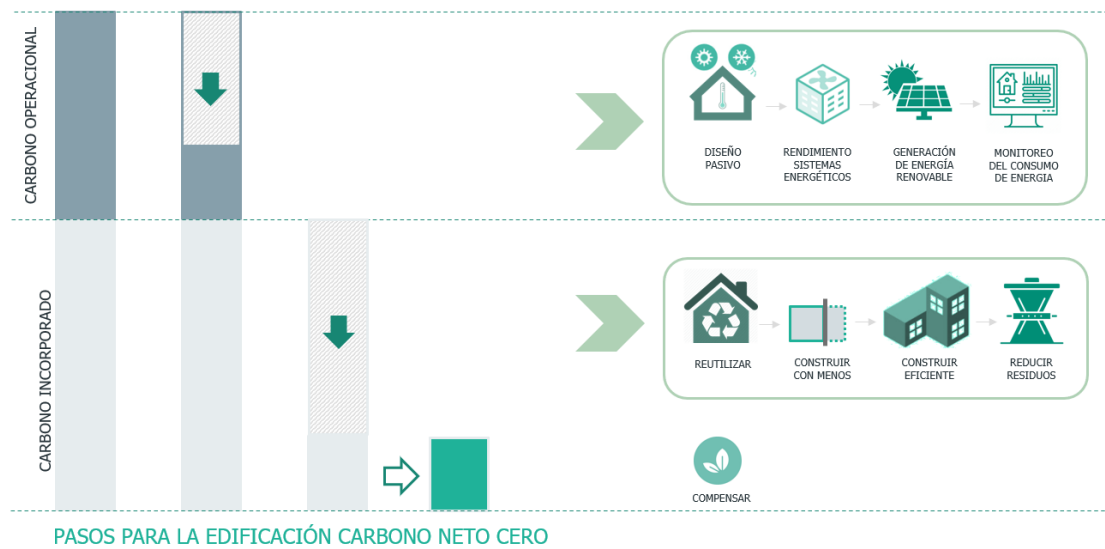 CARBONO OPERACIONAL
DISEÑO
PASIVO
RENDIMIENTO
SISTEMAS
ENERGÉTICOS
GENERACIÓN
DE ENERGÍA
RENOVABLE
MONITOREO
DEL CONSUMO
DE ENERGIA
CARBONO INCORPORADO
REUTILIZAR
CONSTRUIR
CON MENOS
CONSTRUIR
EFICIENTE
REDUCIR
RESIDUOS
COMPENSAR
PASOS PARA LA EDIFICACIÓN CARBONO NETO CERO